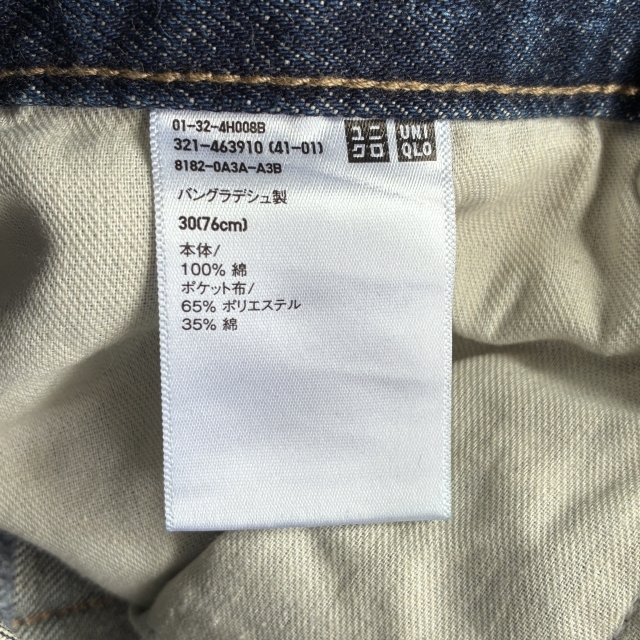 01-32-4H008B
321-463910 (41-01)
8182-0A3A-A3B
ユニ
クロ
UNI
QLO
バングラデシュ製
30(76cm)
本体/
100% 綿
ポケット布/
65% ポリエステル
35% 綿